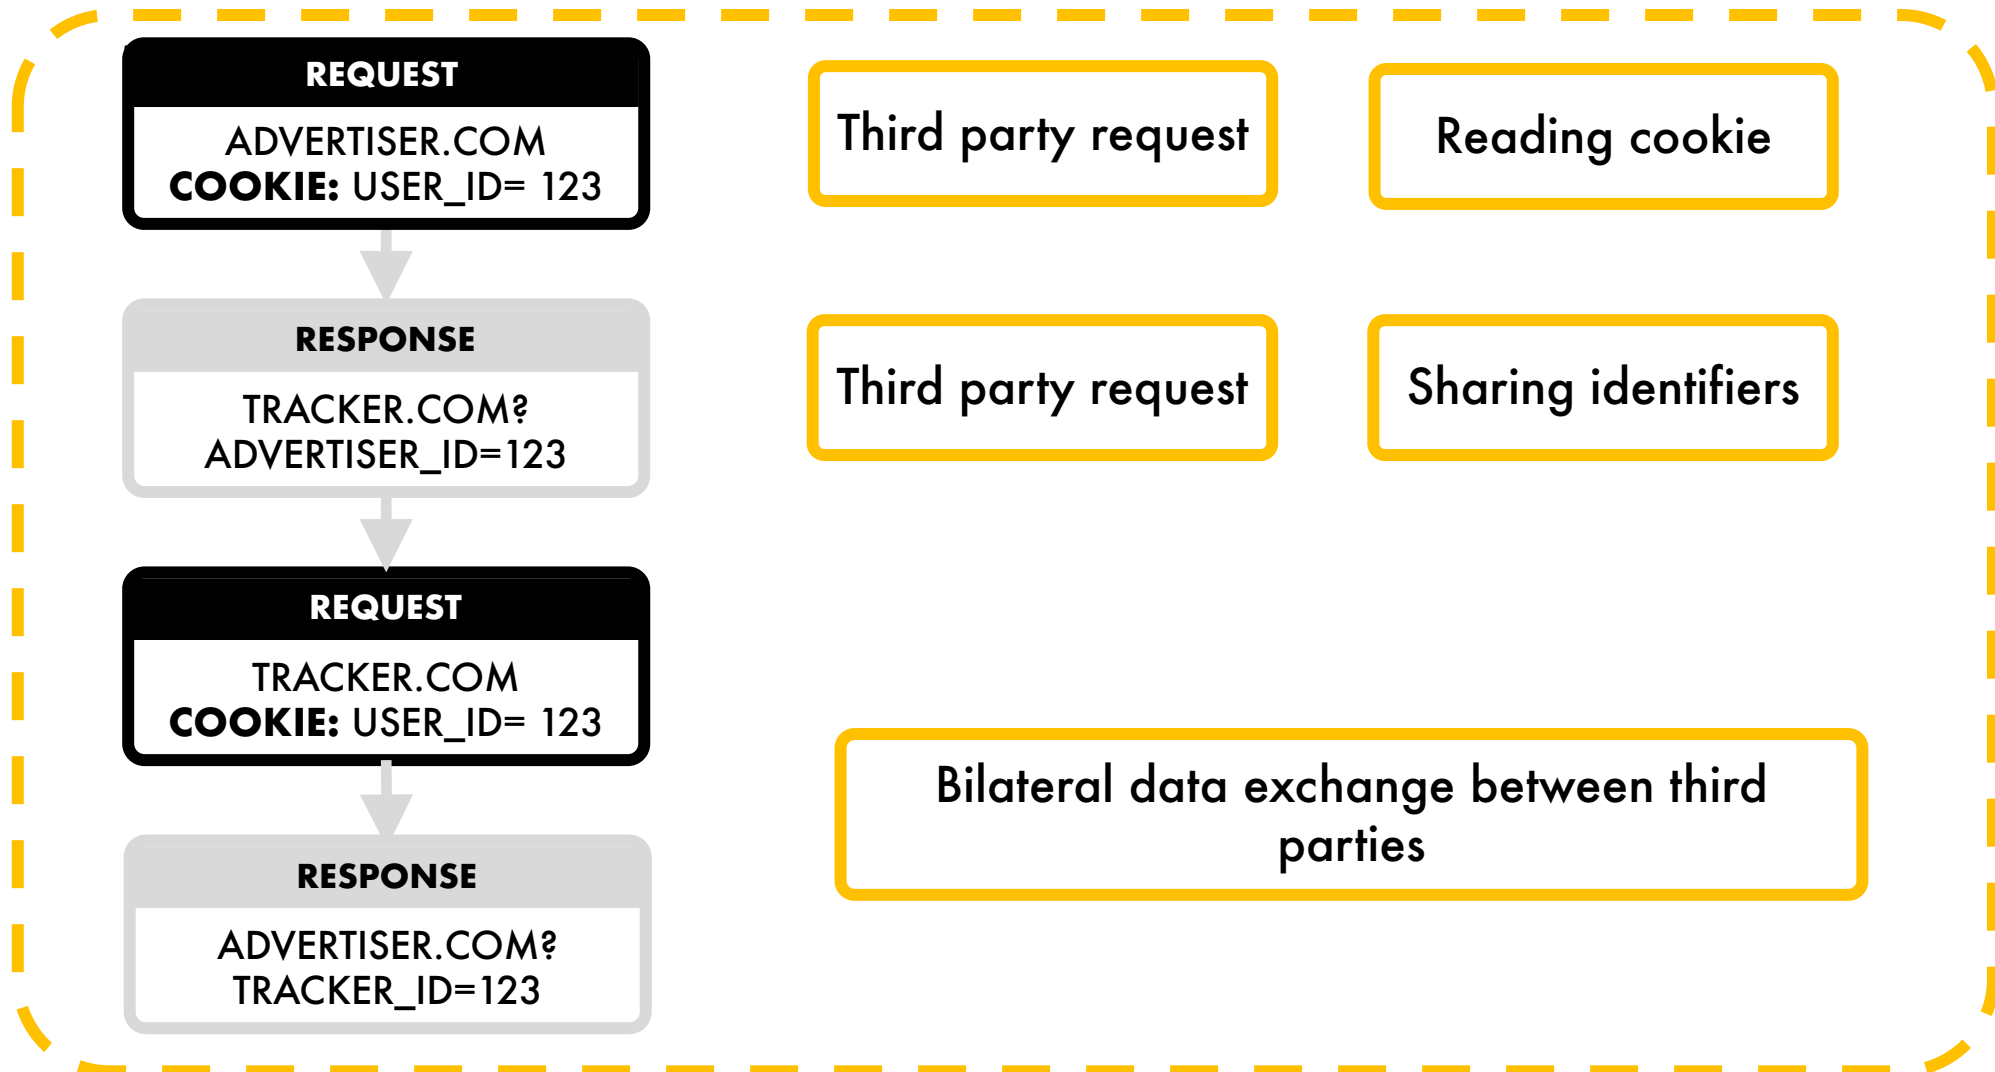 REQUEST
ADVERTISER.COM
COOKIE: USER_ID= 123
Third party request
Reading cookie
RESPONSE
TRACKER.COM?
ADVERTISER_ID=123
Third party request
Sharing identifiers
REQUEST
TRACKER.COM
COOKIE: USER_ID= 123
Bilateral data exchange between third
parties
RESPONSE
ADVERTISER.COM?
TRACKER_ID=123